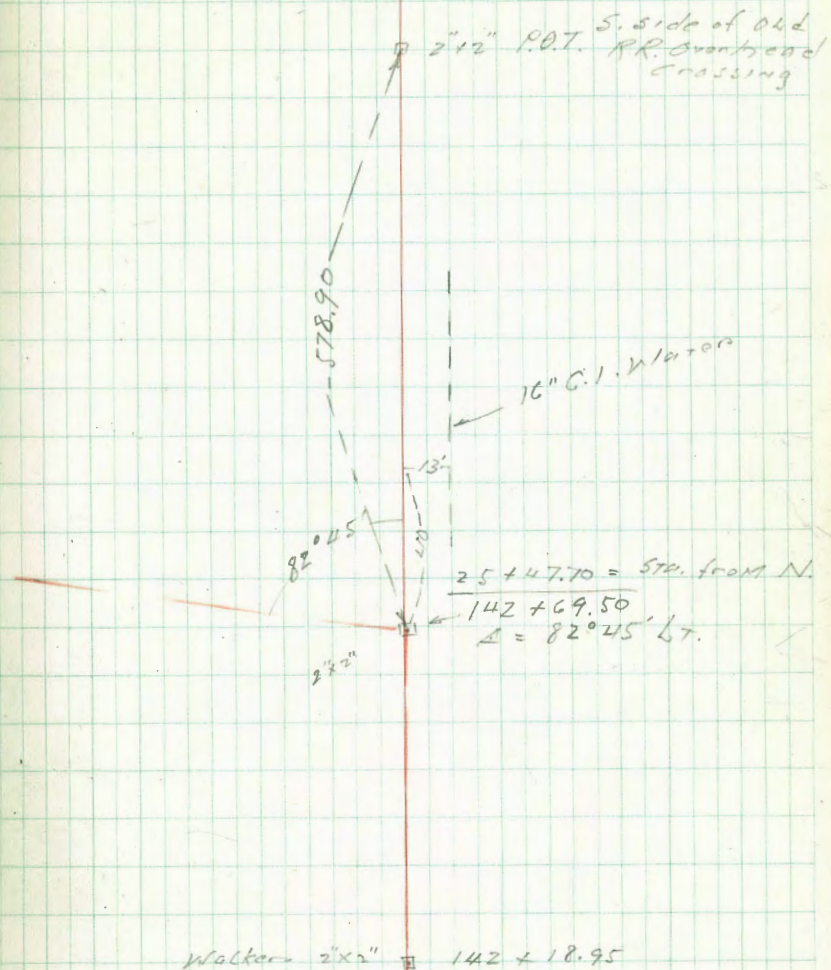 2"x2" P.O.T. S. side of Old
R.R. Overhead
Crossing
578.90
16" C.I. Water
13'
20
82°45'
25+47.70 = Sta. from N.
142+69.50
∠ = 82°45' Lt.
2"x2"
Walker 2"x2" 142+18.95